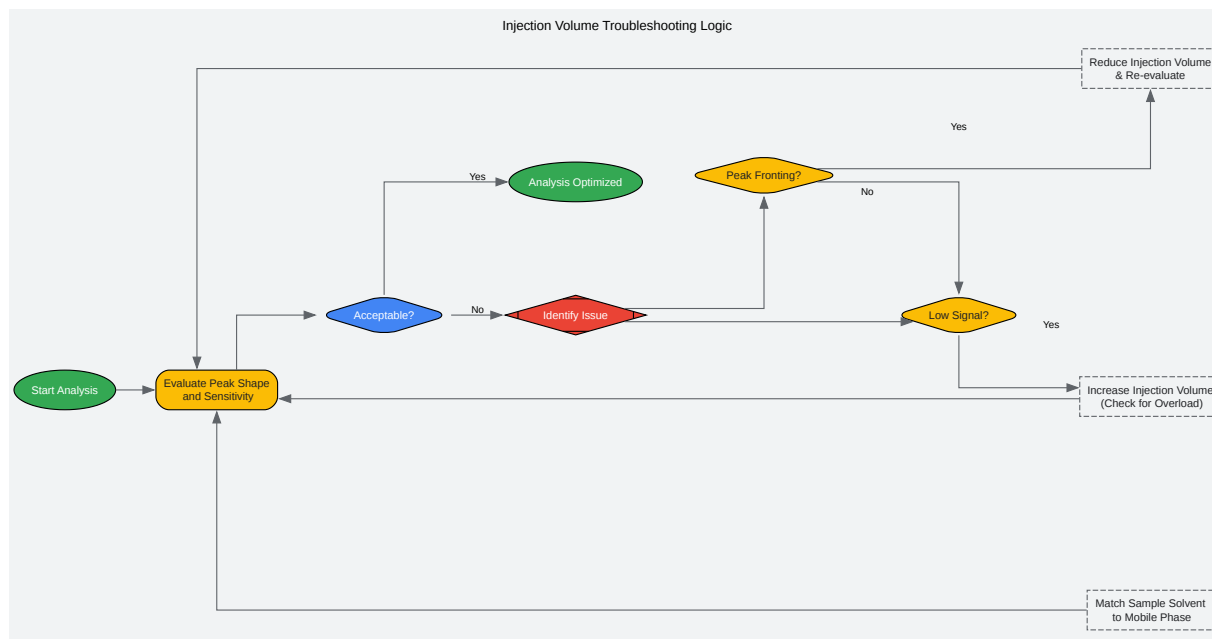 Injection Volume Troubleshooting Logic
Reduce Injection Volume
& Re-evaluate
Yes
Yes
Analysis Optimized
Peak Fronting?
No
Acceptable?
No
Identify Issue
Low Signal?
Yes
Start Analysis
Evaluate Peak Shape
and Sensitivity
Increase Injection Volume
(Check for Overload)
Match Sample Solvent
to Mobile Phase